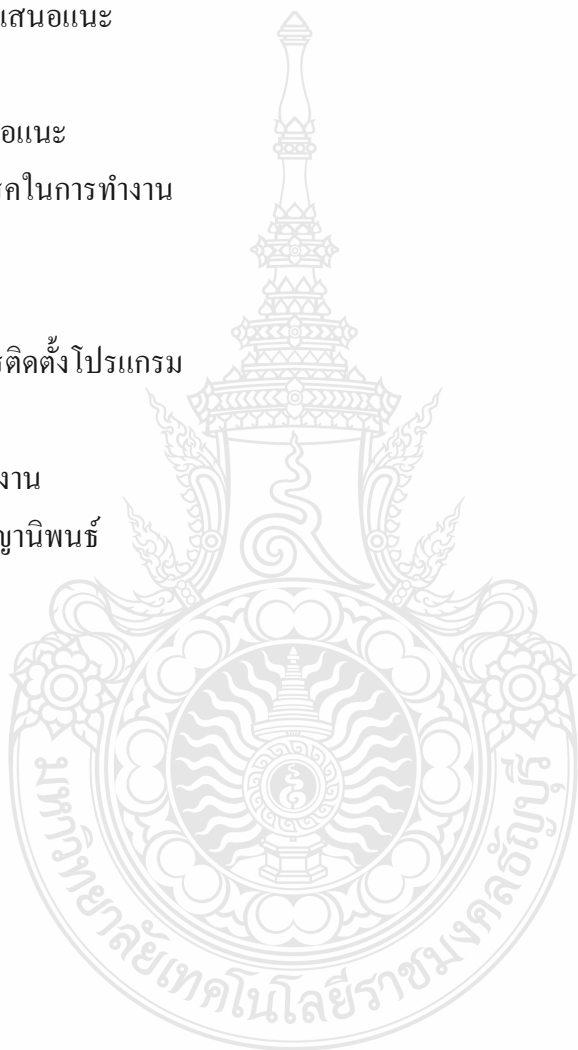 เสนอแนะ
อแนะ
รคในการทำงาน
รติดตั้งโปรแกรม
งาน
ญานิพนธ์
มหาวิทยาลัยเทคโนโลยีราชมงคลธัญบุรี